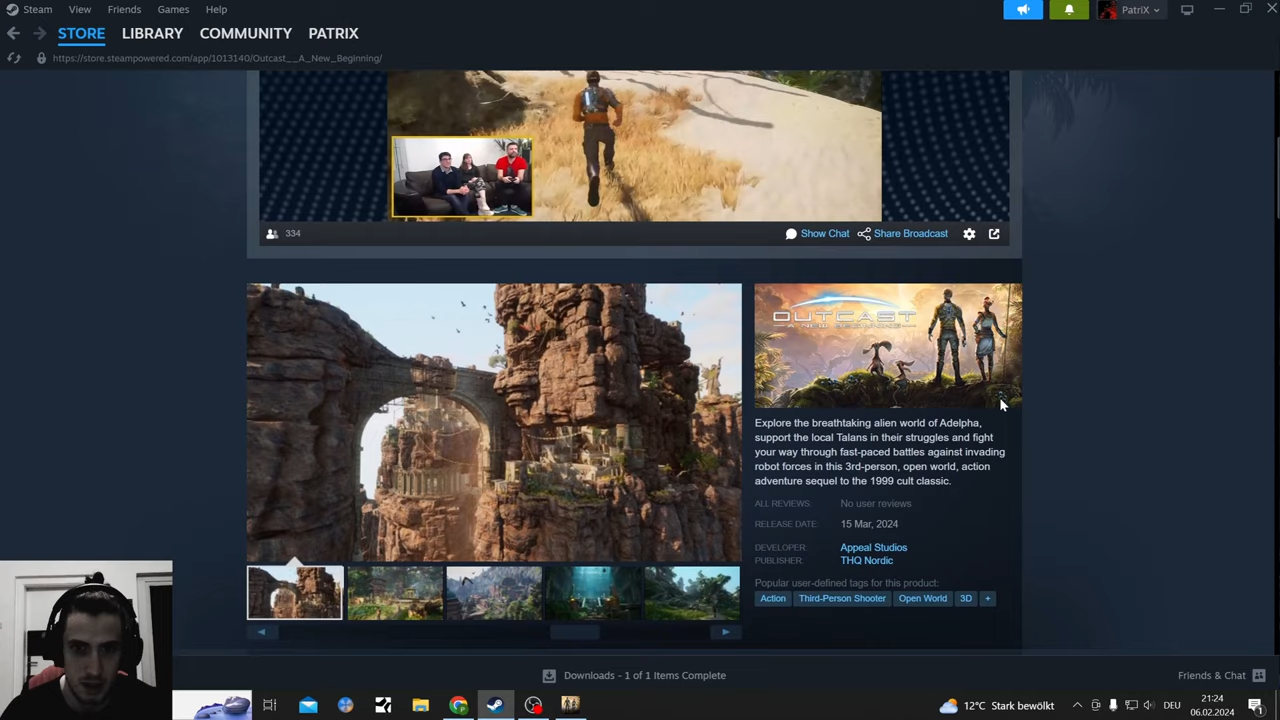 Steam View Friends Games Help PatriX
STORE LIBRARY COMMUNITY PATRIX
https://store.steampowered.com/app/1013140/Outcast__A_New_Beginning/
334 Show Chat Share Broadcast
OUTCAST
A NEW BEGINNING
Explore the breathtaking alien world of Adelpha,
support the local Talans in their struggles and fight
your way through fast-paced battles against invading
robot forces in this 3rd-person, open world, action
adventure sequel to the 1999 cult classic.
ALL REVIEWS: No user reviews
RELEASE DATE: 15 Mar, 2024
DEVELOPER: Appeal Studios
PUBLISHER: THQ Nordic
Popular user-defined tags for this product:
Action Third-Person Shooter Open World 3D +
Downloads - 1 of 1 Items Complete
Friends & Chat
12°C Stark bewölkt DEU 21:24
06.02.2024